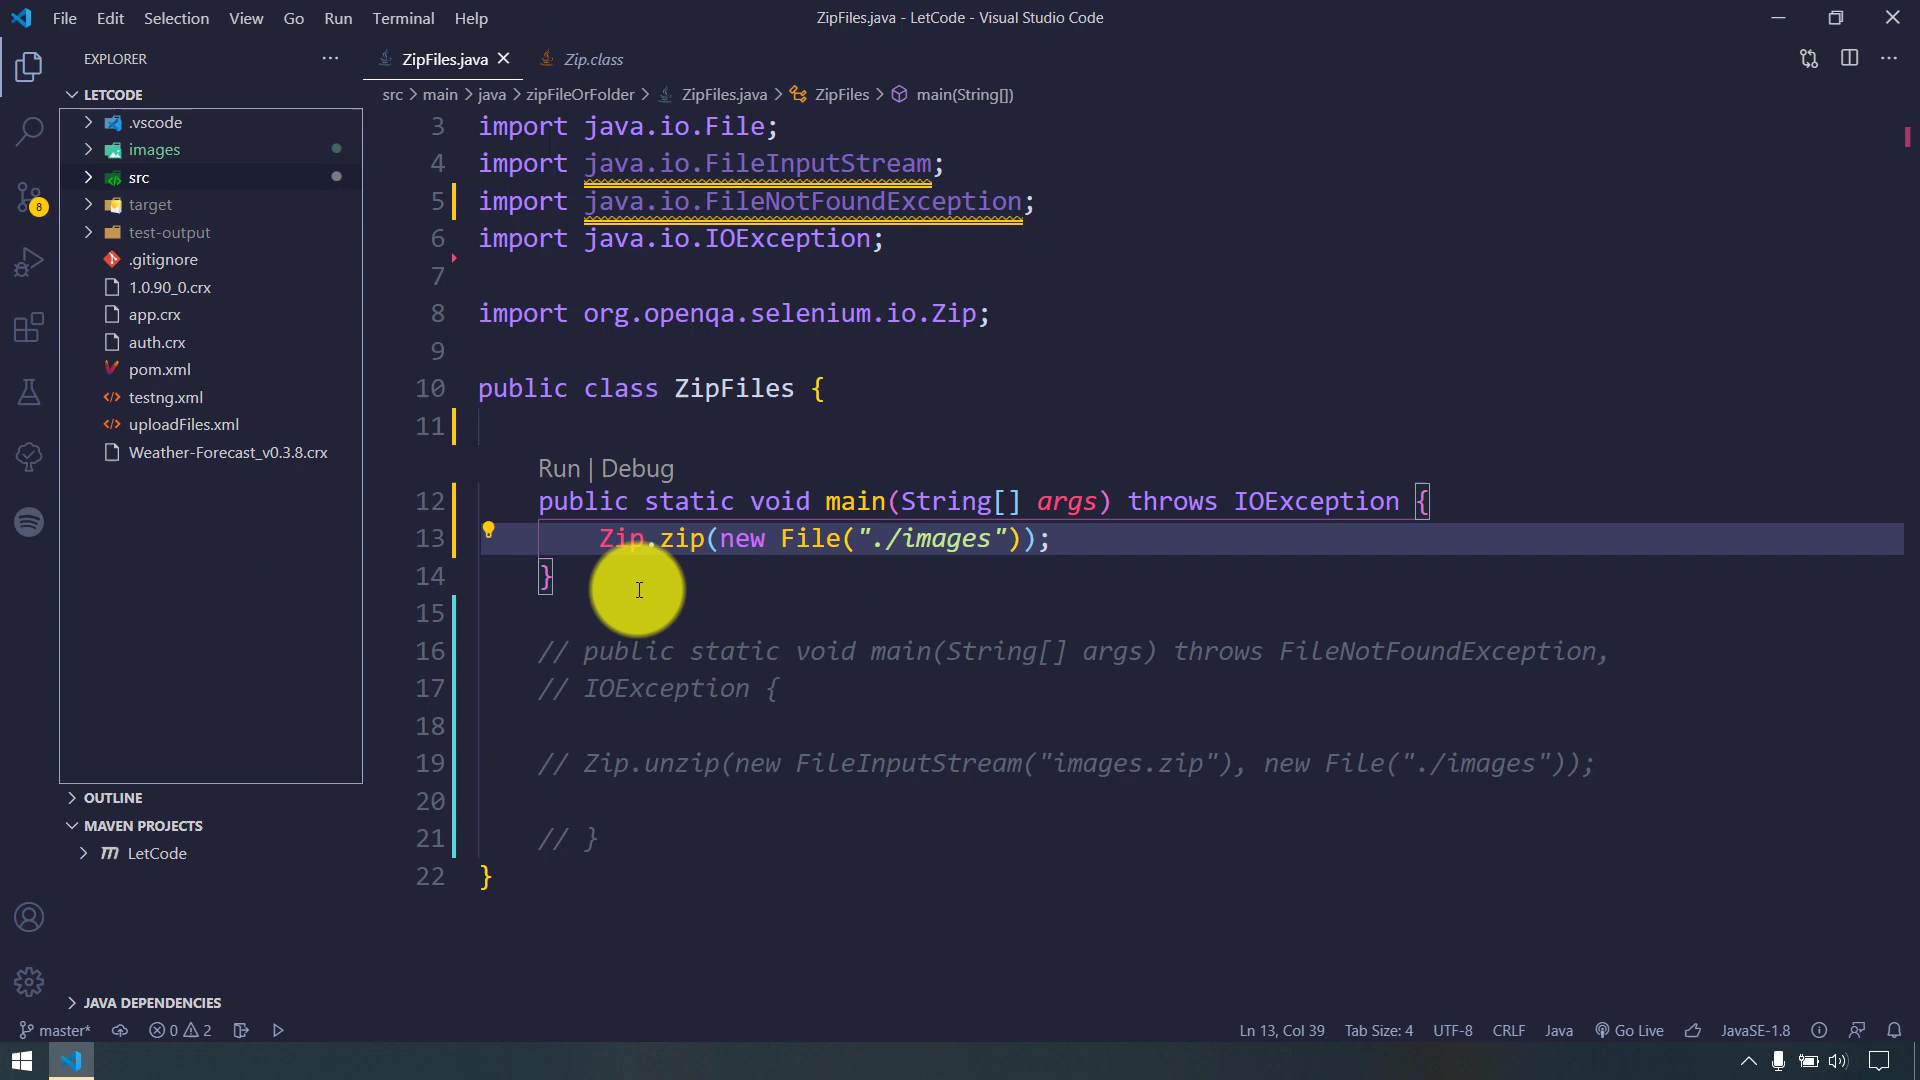 File Edit Selection View Go Run Terminal Help
ZipFiles.java - LetCode - Visual Studio Code
EXPLORER
ZipFiles.java
Zip.class
LETCODE
src > main > java > zipFileOrFolder > ZipFiles.java > ZipFiles > main(String[])
.vscode
images
src
target
test-output
.gitignore
1.0.90_0.crx
app.crx
auth.crx
pom.xml
testng.xml
uploadFiles.xml
Weather-Forecast_v0.3.8.crx
OUTLINE
MAVEN PROJECTS
LetCode
JAVA DEPENDENCIES
8
3 import java.io.File;
4 import java.io.FileInputStream;
5 import java.io.FileNotFoundException;
6 import java.io.IOException;
7
8 import org.openqa.selenium.io.Zip;
9
10 public class ZipFiles {
11
Run | Debug
12 public static void main(String[] args) throws IOException {
13 Zip.zip(new File("./images"));
14 }
15
16 // public static void main(String[] args) throws FileNotFoundException,
17 // IOException {
18
19 // Zip.unzip(new FileInputStream("images.zip"), new File("./images"));
20
21 // }
22 }
master* 0 2
Ln 13, Col 39 Tab Size: 4 UTF-8 CRLF Java Go Live JavaSE-1.8